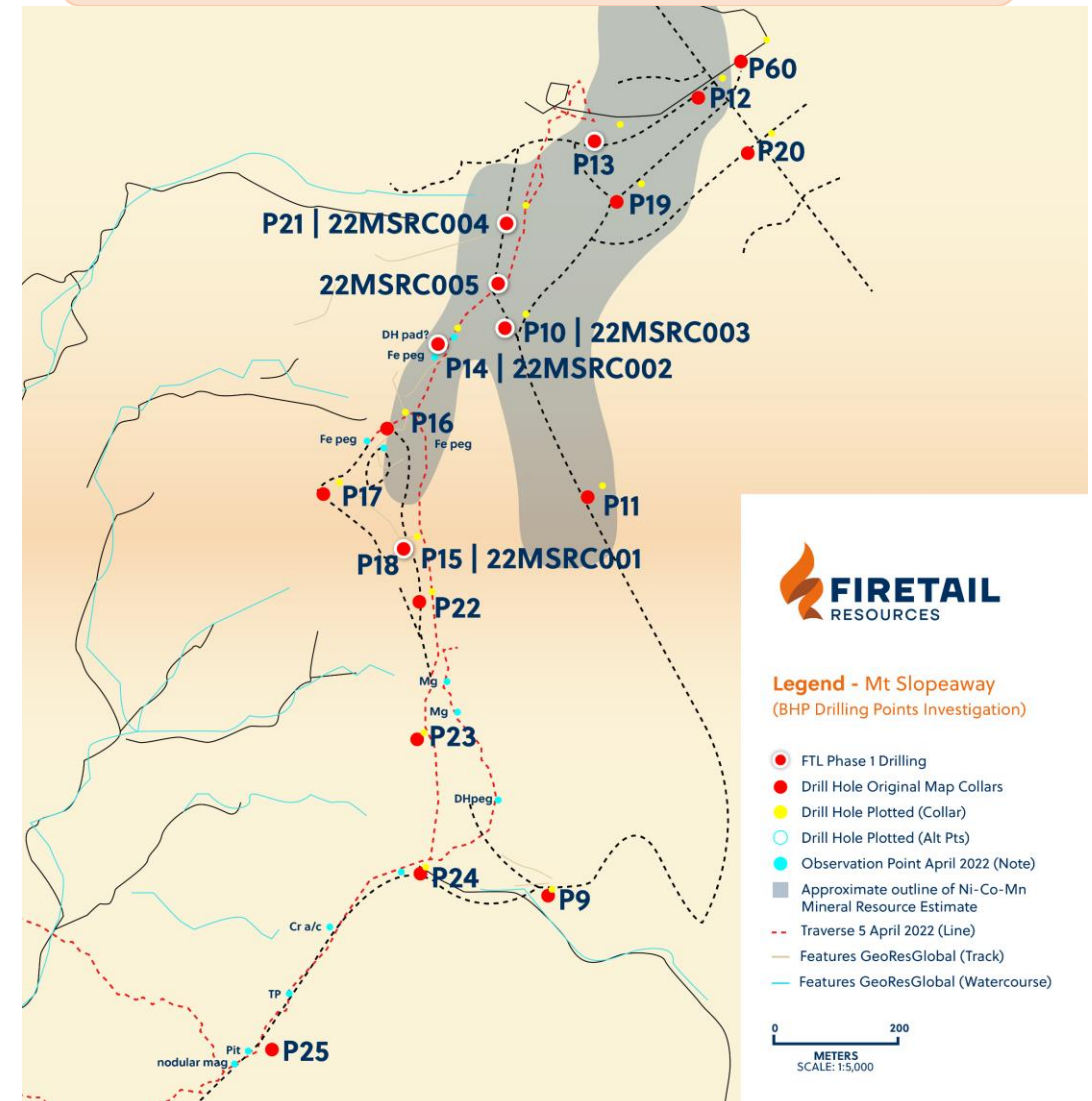 P60
P12
P13
P20
P19
P21 | 22MSRC004
22MSRC005
DH pad?
P10 | 22MSRC003
Fe peg
P14 | 22MSRC002
P16
Fe peg
Fe peg
P17
P11
P15 | 22MSRC001
P18
P22
Mg
Mg
P23
DHpeg
P24
P9
Cr a/c
TP
Pit
P25
nodular mag
FIRETAIL
RESOURCES
Legend - Mt Slopeaway
(BHP Drilling Points Investigation)
FTL Phase 1 Drilling
Drill Hole Original Map Collars
Drill Hole Plotted (Collar)
Drill Hole Plotted (Alt Pts)
Observation Point April 2022 (Note)
Approximate outline of Ni-Co-Mn
Mineral Resource Estimate
Traverse 5 April 2022 (Line)
Features GeoResGlobal (Track)
Features GeoResGlobal (Watercourse)
0 200
METERS
SCALE: 1:5,000